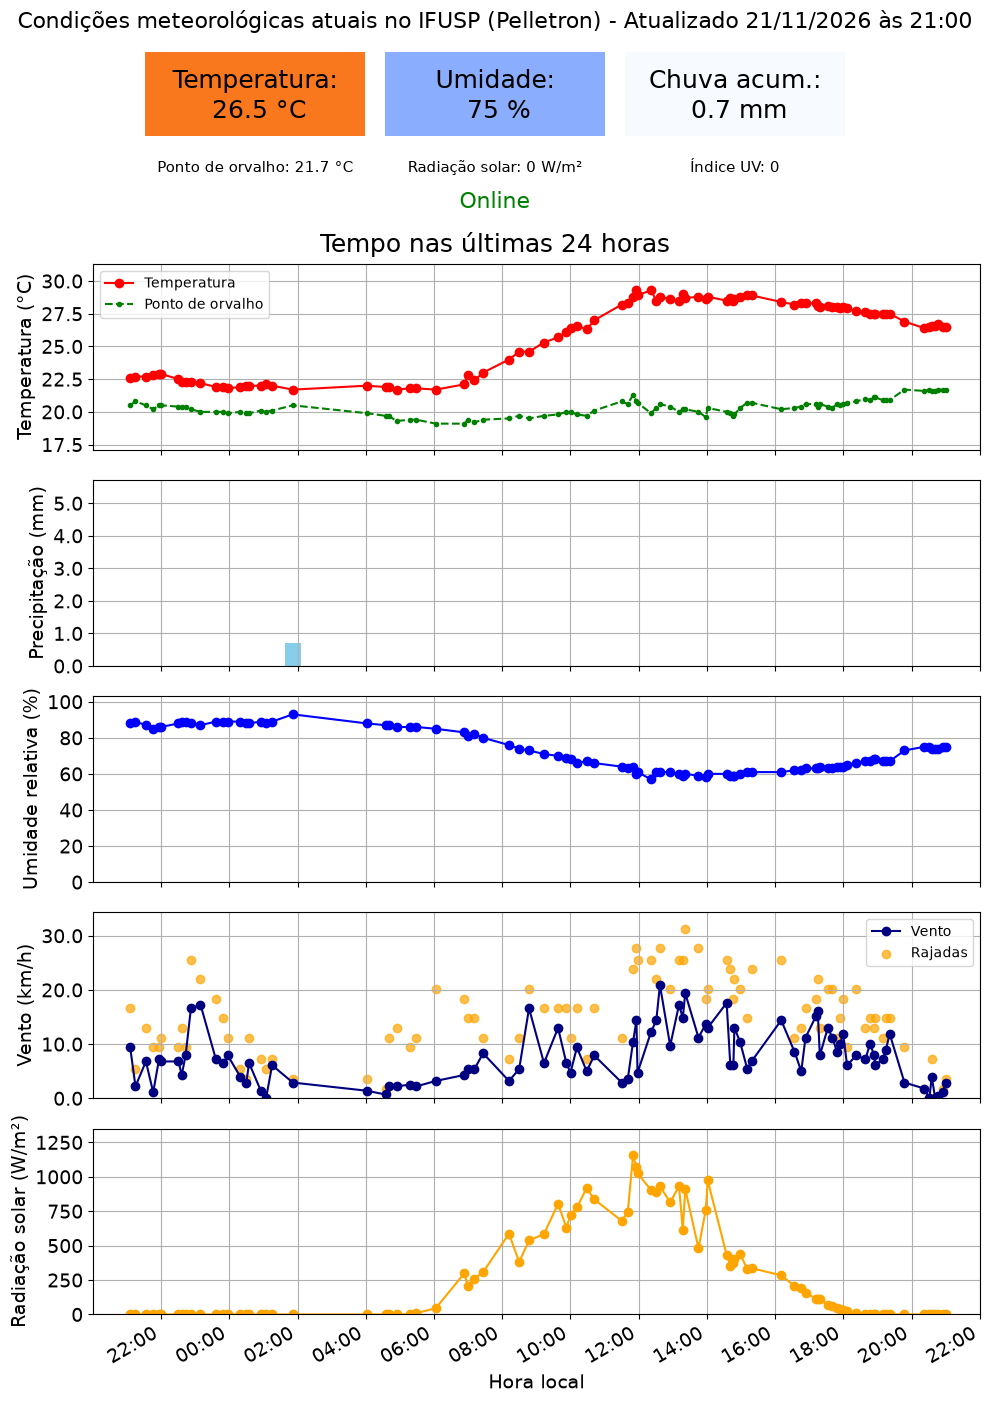 Condições meteorológicas atuais no IFUSP (Pelletron) - Atualizado 21/11/2026 às 21:00
Temperatura:
26.5 °C
Umidade:
75 %
Chuva acum.:
0.7 mm
Ponto de orvalho: 21.7 °C
Radiação solar: 0 W/m²
Índice UV: 0
Online
Tempo nas últimas 24 horas
Temperatura (°C)
30.0
27.5
25.0
22.5
20.0
17.5
Temperatura
Ponto de orvalho
Precipitação (mm)
5.0
4.0
3.0
2.0
1.0
0.0
Umidade relativa (%)
100
80
60
40
20
0
Vento (km/h)
30.0
20.0
10.0
0.0
Vento
Rajadas
Radiação solar (W/m²)
1250
1000
750
500
250
0
22:00
00:00
02:00
04:00
06:00
08:00
10:00
12:00
14:00
16:00
18:00
20:00
22:00
Hora local